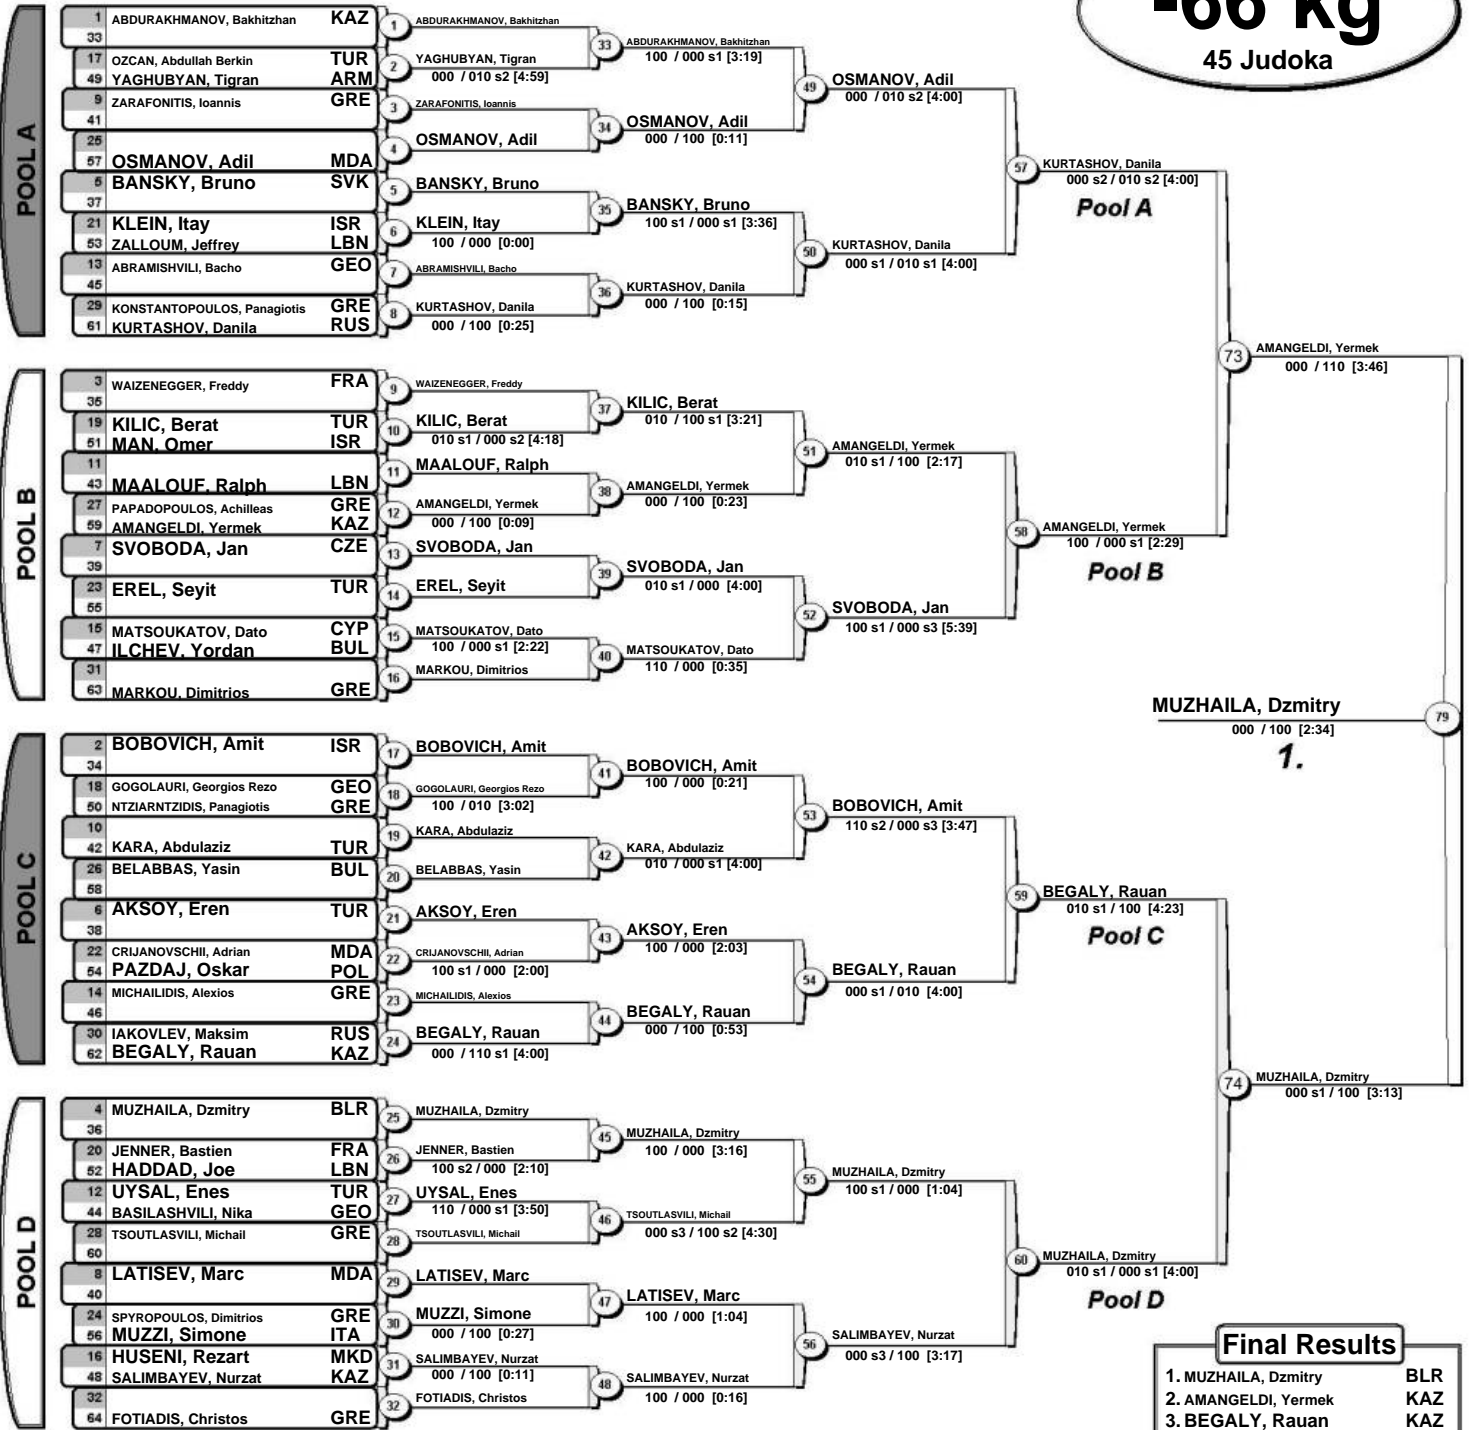 -66 kg
45 Judoka
POOL A
1 ABDURAKHMANOV, Bakhitzhan KAZ
33
17 OZCAN, Abdullah Berkin TUR
49 YAGHUBYAN, Tigran ARM
9 ZARAFONITIS, Ioannis GRE
41
25
57 OSMANOV, Adil MDA
5 BANSKY, Bruno SVK
37
21 KLEIN, Itay ISR
53 ZALLOUM, Jeffrey LBN
13 ABRAMISHVILI, Bacho GEO
45
29 KONSTANTOPOULOS, Panagiotis GRE
61 KURTASHOV, Danila RUS
1 ABDURAKHMANOV, Bakhitzhan
2 YAGHUBYAN, Tigran
000 / 010 s2 [4:59]
3 ZARAFONITIS, Ioannis
4 OSMANOV, Adil
5 BANSKY, Bruno
6 KLEIN, Itay
100 / 000 [0:00]
7 ABRAMISHVILI, Bacho
8 KURTASHOV, Danila
000 / 100 [0:25]
33 ABDURAKHMANOV, Bakhitzhan
100 / 000 s1 [3:19]
34 OSMANOV, Adil
000 / 100 [0:11]
35 BANSKY, Bruno
100 s1 / 000 s1 [3:36]
36 KURTASHOV, Danila
000 / 100 [0:15]
49 OSMANOV, Adil
000 / 010 s2 [4:00]
50 KURTASHOV, Danila
000 s1 / 010 s1 [4:00]
57 KURTASHOV, Danila
000 s2 / 010 s2 [4:00]
Pool A
POOL B
3 WAIZENEGGER, Freddy FRA
35
19 KILIC, Berat TUR
51 MAN, Omer ISR
11
43 MAALOUF, Ralph LBN
27 PAPADOPOULOS, Achilleas GRE
59 AMANGELDI, Yermek KAZ
7 SVOBODA, Jan CZE
39
23 EREL, Seyit TUR
55
15 MATSOUKATOV, Dato CYP
47 ILCHEV, Yordan BUL
31
63 MARKOU, Dimitrios GRE
9 WAIZENEGGER, Freddy
10 KILIC, Berat
010 s1 / 000 s2 [4:18]
11 MAALOUF, Ralph
12 AMANGELDI, Yermek
000 / 100 [0:09]
13 SVOBODA, Jan
14 EREL, Seyit
15 MATSOUKATOV, Dato
100 / 000 s1 [2:22]
16 MARKOU, Dimitrios
37 KILIC, Berat
010 / 100 s1 [3:21]
38 AMANGELDI, Yermek
000 / 100 [0:23]
39 SVOBODA, Jan
010 s1 / 000 [4:00]
40 MATSOUKATOV, Dato
110 / 000 [0:35]
51 AMANGELDI, Yermek
010 s1 / 100 [2:17]
52 SVOBODA, Jan
100 s1 / 000 s3 [5:39]
58 AMANGELDI, Yermek
100 / 000 s1 [2:29]
Pool B
73 AMANGELDI, Yermek
000 / 110 [3:46]
MUZHAILA, Dzmitry 79
000 / 100 [2:34]
1.
POOL C
2 BOBOVICH, Amit ISR
34
18 GOGOLAURI, Georgios Rezo GEO
50 NTZIARNTZIDIS, Panagiotis GRE
10
42 KARA, Abdulaziz TUR
26 BELABBAS, Yasin BUL
58
6 AKSOY, Eren TUR
38
22 CRIJANOVSCHII, Adrian MDA
54 PAZDAJ, Oskar POL
14 MICHAILIDIS, Alexios GRE
46
30 IAKOVLEV, Maksim RUS
62 BEGALY, Rauan KAZ
17 BOBOVICH, Amit
18 GOGOLAURI, Georgios Rezo
100 / 010 [3:02]
19 KARA, Abdulaziz
20 BELABBAS, Yasin
21 AKSOY, Eren
22 CRIJANOVSCHII, Adrian
100 s1 / 000 [2:00]
23 MICHAILIDIS, Alexios
24 BEGALY, Rauan
000 / 110 s1 [4:00]
41 BOBOVICH, Amit
100 / 000 [0:21]
42 KARA, Abdulaziz
010 / 000 s1 [4:00]
43 AKSOY, Eren
100 / 000 [2:03]
44 BEGALY, Rauan
000 / 100 [0:53]
53 BOBOVICH, Amit
110 s2 / 000 s3 [3:47]
54 BEGALY, Rauan
000 s1 / 010 [4:00]
59 BEGALY, Rauan
010 s1 / 100 [4:23]
Pool C
74 MUZHAILA, Dzmitry
000 s1 / 100 [3:13]
POOL D
4 MUZHAILA, Dzmitry BLR
36
20 JENNER, Bastien FRA
52 HADDAD, Joe LBN
12 UYSAL, Enes TUR
44 BASILASHVILI, Nika GEO
28 TSOUTLASVILI, Michail GRE
60
8 LATISEV, Marc MDA
40
24 SPYROPOULOS, Dimitrios GRE
56 MUZZI, Simone ITA
16 HUSENI, Rezart MKD
48 SALIMBAYEV, Nurzat KAZ
32
64 FOTIADIS, Christos GRE
25 MUZHAILA, Dzmitry
26 JENNER, Bastien
100 s2 / 000 [2:10]
27 UYSAL, Enes
110 / 000 s1 [3:50]
28 TSOUTLASVILI, Michail
29 LATISEV, Marc
30 MUZZI, Simone
000 / 100 [0:27]
31 SALIMBAYEV, Nurzat
000 / 100 [0:11]
32 FOTIADIS, Christos
45 MUZHAILA, Dzmitry
100 / 000 [3:16]
46 TSOUTLASVILI, Michail
000 s3 / 100 s2 [4:30]
47 LATISEV, Marc
100 / 000 [1:04]
48 SALIMBAYEV, Nurzat
100 / 000 [0:16]
55 MUZHAILA, Dzmitry
100 s1 / 000 [1:04]
56 SALIMBAYEV, Nurzat
000 s3 / 100 [3:17]
60 MUZHAILA, Dzmitry
010 s1 / 000 s1 [4:00]
Pool D
Final Results
1. MUZHAILA, Dzmitry BLR
2. AMANGELDI, Yermek KAZ
3. BEGALY, Rauan KAZ